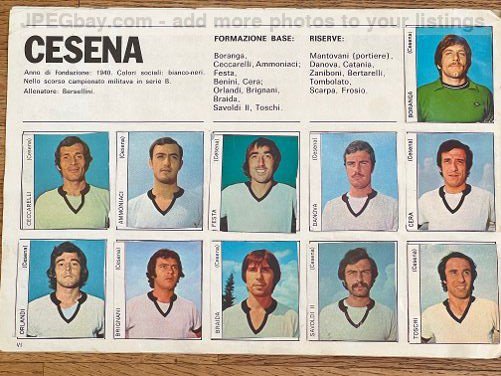 JPEGbay.com - add more photos to your listings
CESENA
Anno di fondazione: 1940. Colori sociali: bianco-neri.
Nello scorso campionato militava in serie B.
Allenatore: Bersellini.
FORMAZIONE BASE:
Boranga,
Ceccarelli, Ammoniaci;
Festa,
Benini, Cera;
Orlandi, Brignani,
Braida,
Savoldi II, Toschi.
RISERVE:
Mantovani (portiere),
Danova, Catania,
Zaniboni, Bertarelli,
Tombolato,
Scarpa, Frosio.
BORANGA (Cesena)
CECCARELLI (Cesena)
AMMONIACI (Cesena)
FESTA (Cesena)
DANOVA (Cesena)
CERA (Cesena)
ORLANDI (Cesena)
BRIGNANI (Cesena)
BRAIDA (Cesena)
SAVOLDI II (Cesena)
TOSCHI (Cesena)
VI